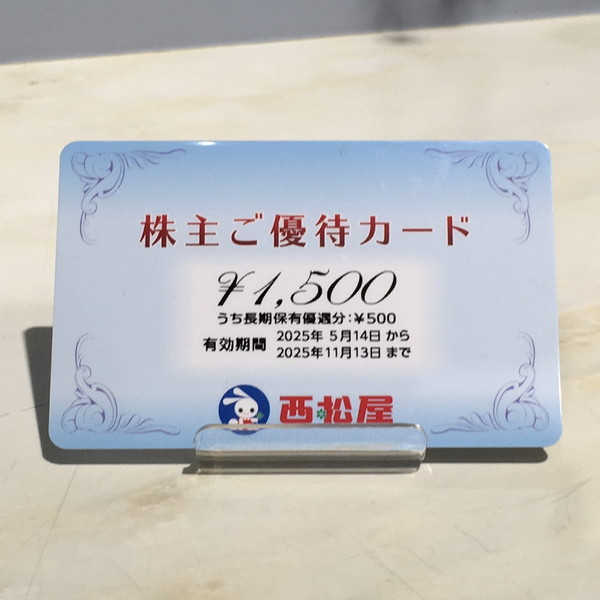 株主ご優待カード
¥1,500
うち長期保有優遇分：¥500
有効期間 2025年 5月14日 から
2025年11月13日 まで
西松屋